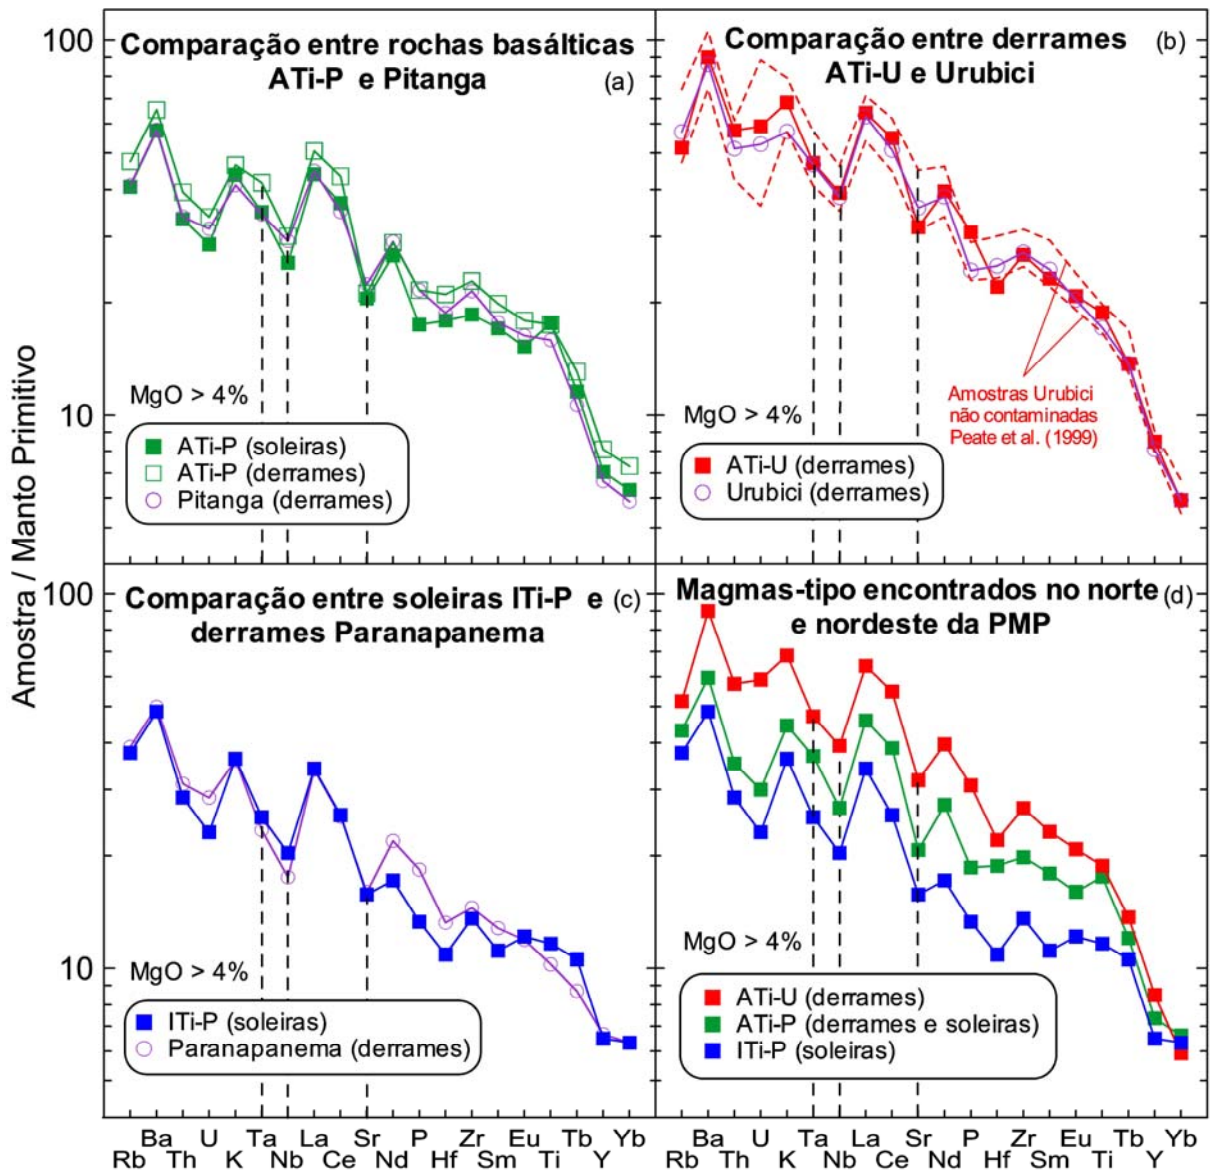 Amostra / Manto Primitivo
100
10
Comparação entre rochas basálticas
ATi-P e Pitanga
(a)
MgO > 4%
ATi-P (soleiras)
ATi-P (derrames)
Pitanga (derrames)
Comparação entre derrames
ATi-U e Urubici
(b)
Amostras Urubici
não contaminadas
Peate et al. (1999)
MgO > 4%
ATi-U (derrames)
Urubici (derrames)
100
10
Comparação entre soleiras ITi-P e
derrames Paranapanema
(c)
MgO > 4%
ITi-P (soleiras)
Paranapanema (derrames)
Magmas-tipo encontrados no norte
e nordeste da PMP
(d)
MgO > 4%
ATi-U (derrames)
ATi-P (derrames e soleiras)
ITi-P (soleiras)
Ba U Ta La Sr P Zr Eu Tb Yb
Rb Th K Nb Ce Nd Hf Sm Ti Y
Ba U Ta La Sr P Zr Eu Tb Yb
Rb Th K Nb Ce Nd Hf Sm Ti Y